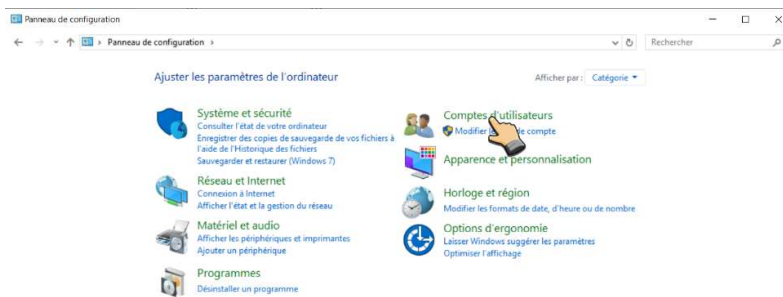 Panneau de configuration
Panneau de configuration
Rechercher
Ajuster les paramètres de l'ordinateur
Afficher par : Catégorie
Système et sécurité
Consulter l'état de votre ordinateur
Enregistrer des copies de sauvegarde de vos fichiers à
l'aide de l'Historique des fichiers
Sauvegarder et restaurer (Windows 7)
Réseau et Internet
Connexion à Internet
Afficher l'état et la gestion du réseau
Matériel et audio
Afficher les périphériques et imprimantes
Ajouter un périphérique
Programmes
Désinstaller un programme
Comptes d'utilisateurs
Modifier de compte
Apparence et personnalisation
Horloge et région
Modifier les formats de date, d'heure ou de nombre
Options d'ergonomie
Laisser Windows suggérer les paramètres
Optimiser l'affichage